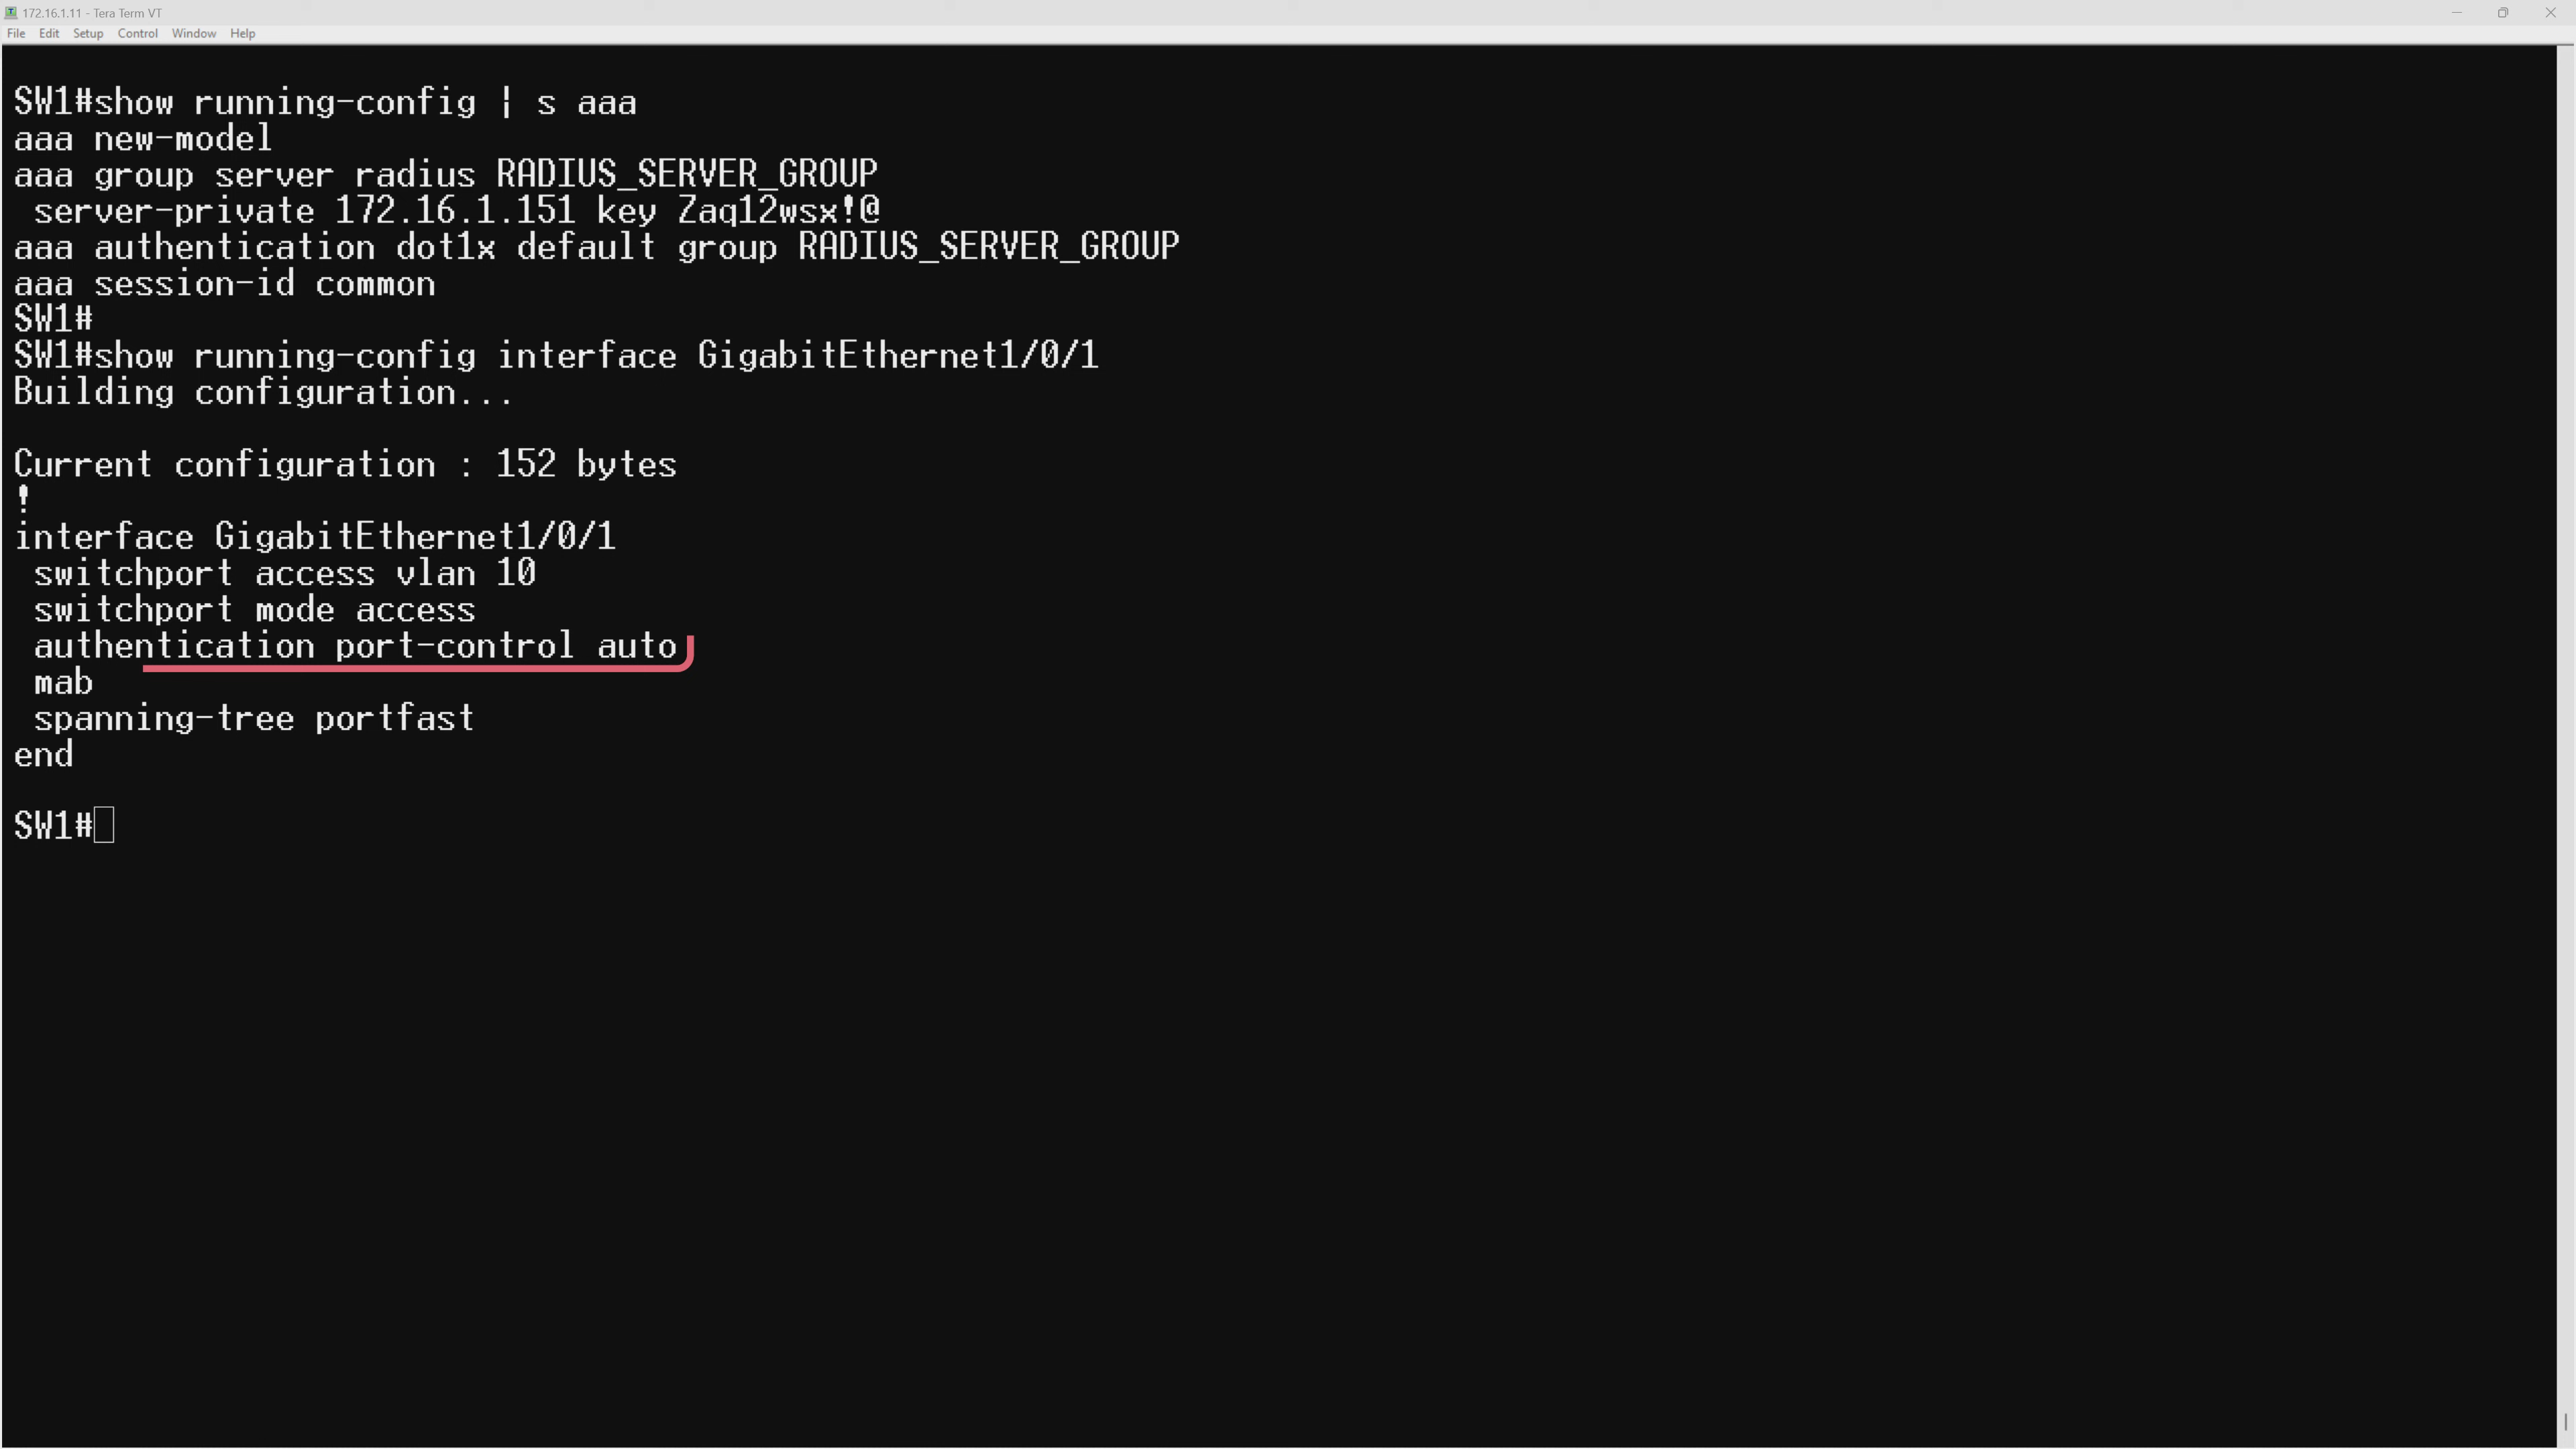 172.16.1.11 - Tera Term VT
File Edit Setup Control Window Help
SW1#show running-config | s aaa
aaa new-model
aaa group server radius RADIUS_SERVER_GROUP
server-private 172.16.1.151 key Zaq12wsx!@
aaa authentication dot1x default group RADIUS_SERVER_GROUP
aaa session-id common
SW1#
SW1#show running-config interface GigabitEthernet1/0/1
Building configuration...
Current configuration : 152 bytes
!
interface GigabitEthernet1/0/1
switchport access vlan 10
switchport mode access
authentication port-control auto
mab
spanning-tree portfast
end
SW1#